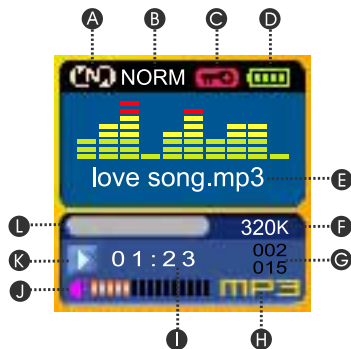 A B C D
N NORM
love song.mp3
E
L 320K F
002
K 01:23 G
015
J MP3
I H